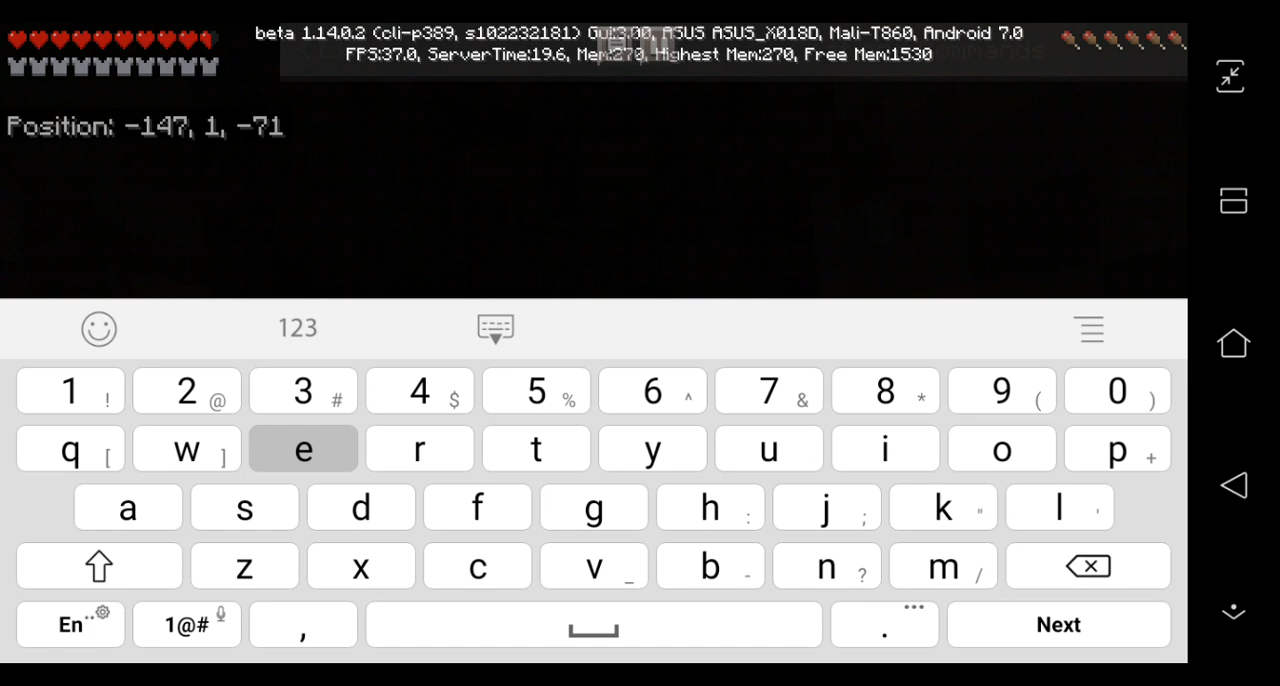 beta 1.14.0.2 (cli-p389, s102232181) Gui:3.00, ASUS ASUS_X018D, Mali-T860, Android 7.0
FPS:37.0, ServerTime:19.6, Mem:270, Highest Mem:270, Free Mem:1530
Position: -147, 1, -71
123
1 ! 2 @ 3 # 4 $ 5 % 6 ^ 7 & 8 * 9 ( 0 )
q [ w ] e r t y u i o p +
a s d f g h : j ; k " l '
z x c v _ b - n ? m /
En 1@# , . Next